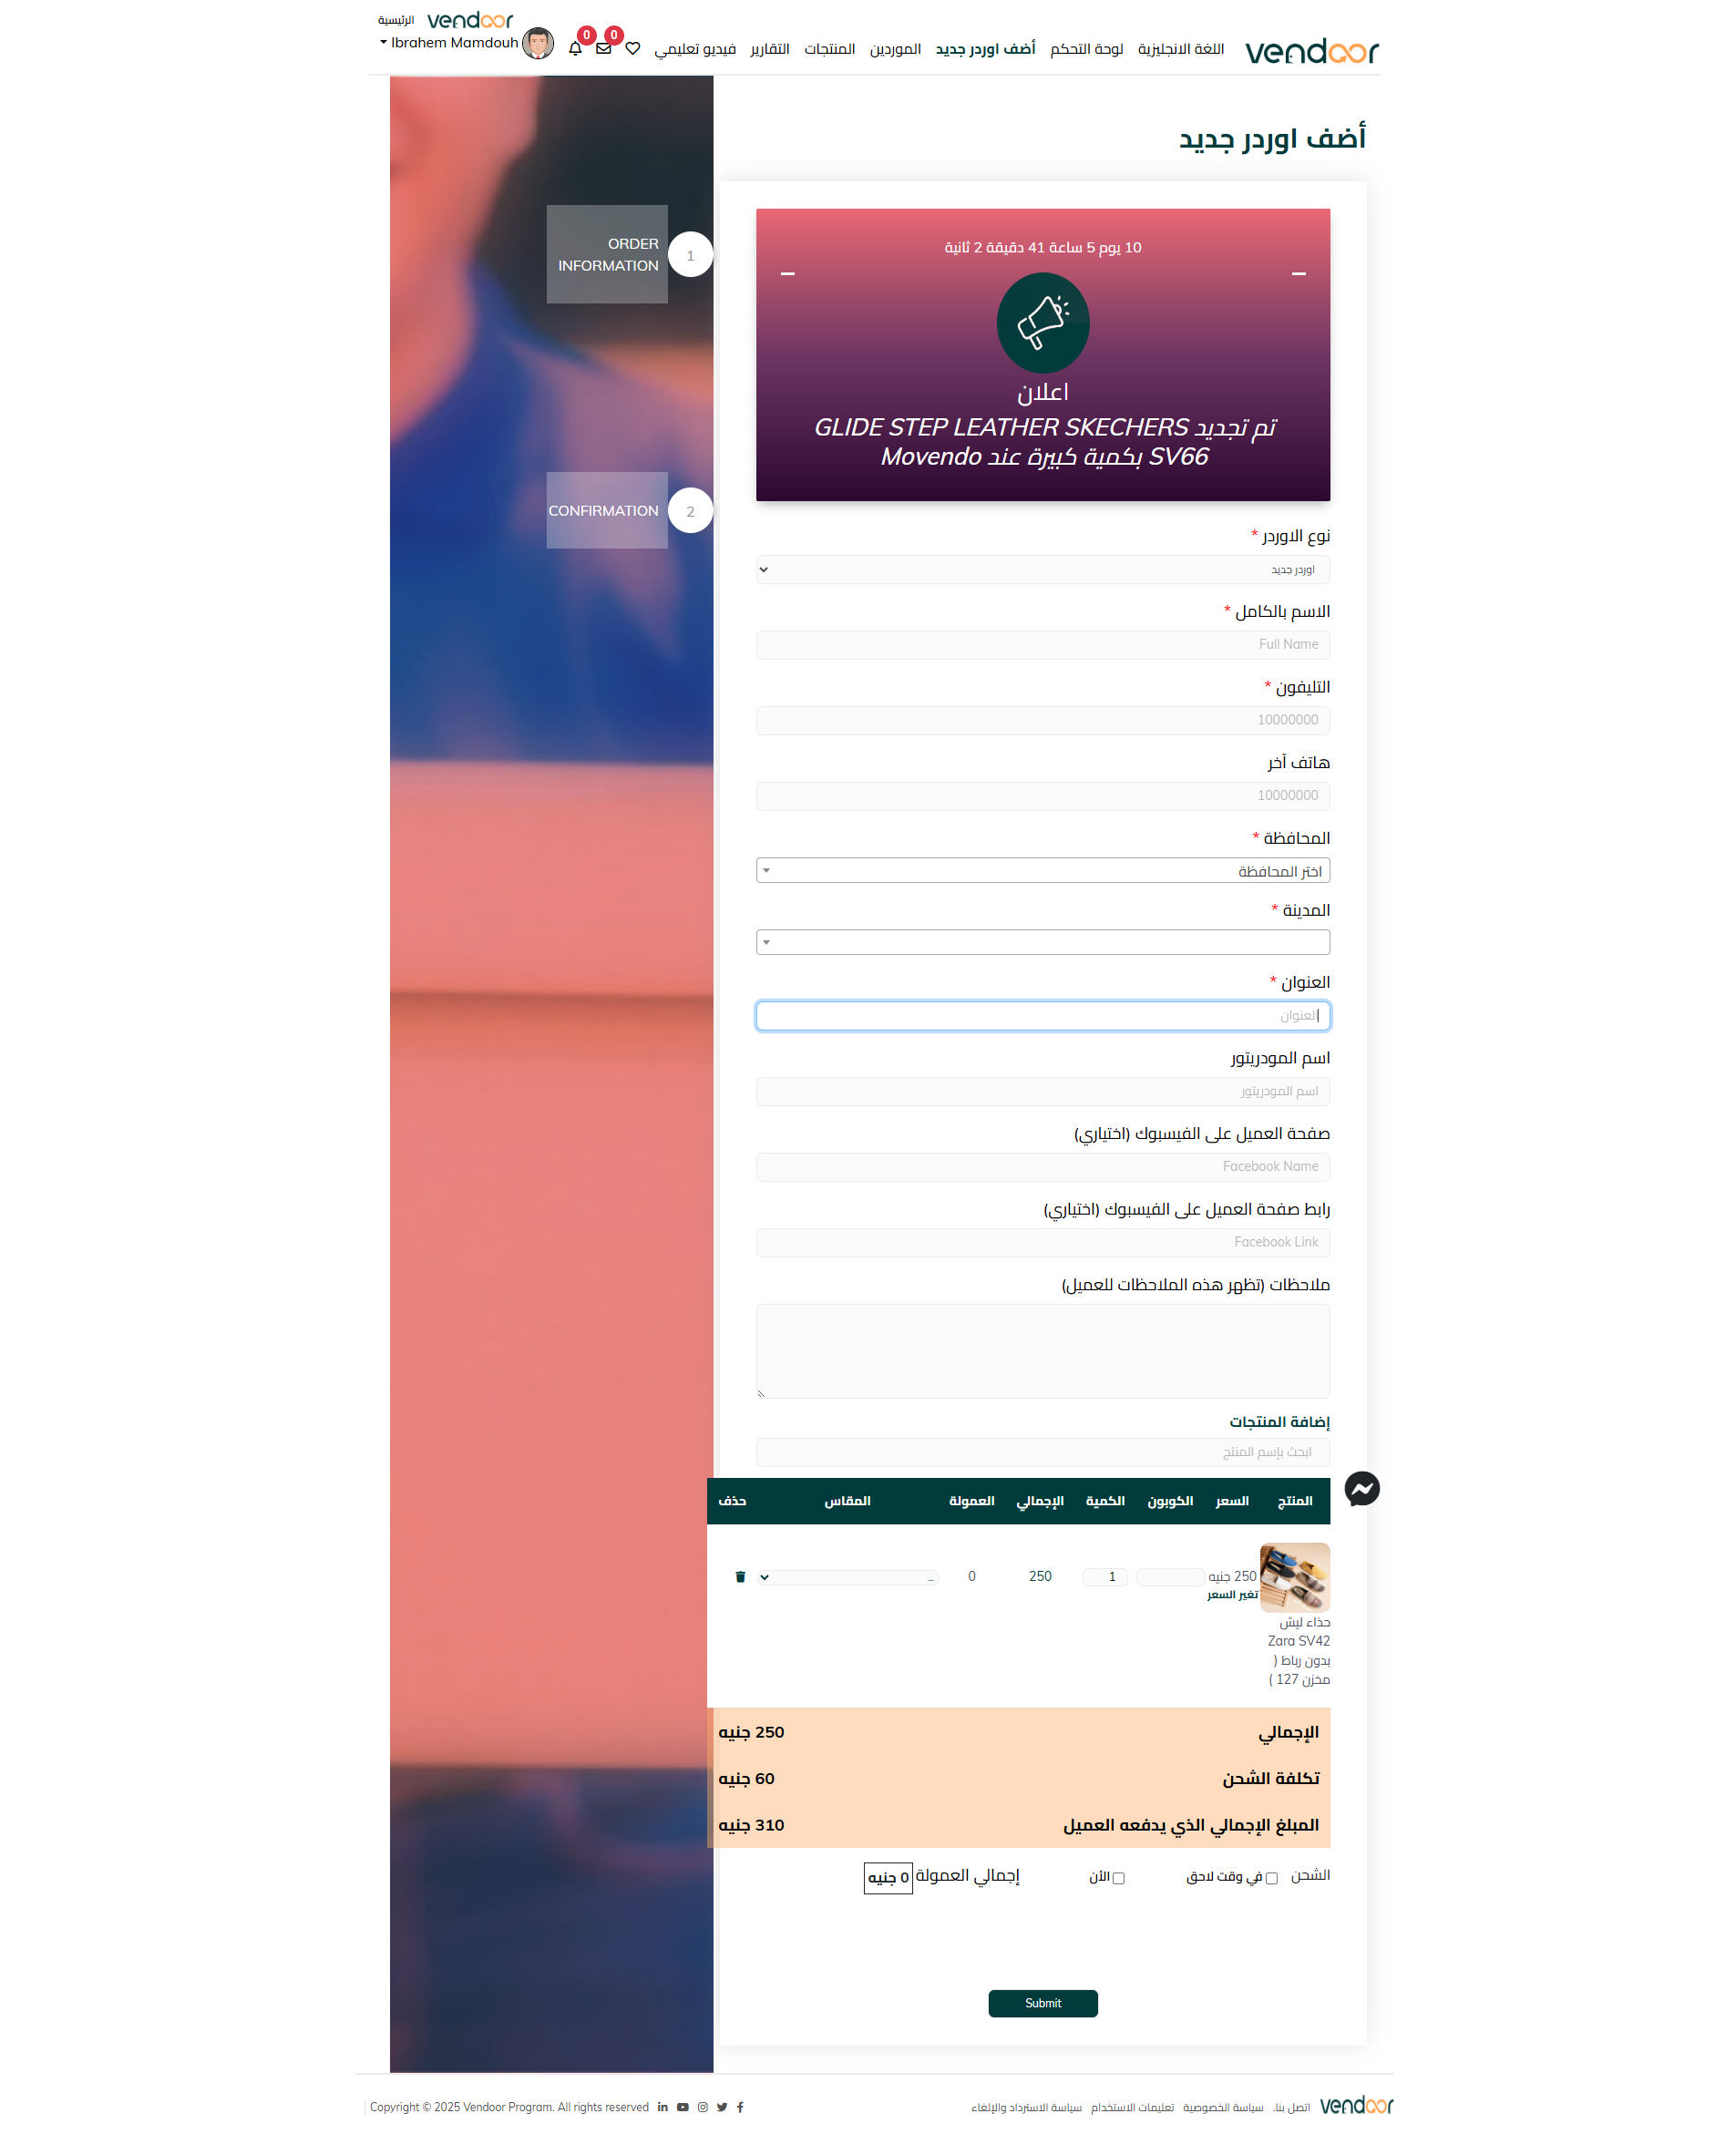 vendoor
اللغة الانجليزية
لوحة التحكم
أضف اوردر جديد
الموردين
المنتجات
التقارير
فيديو تعليمي
0
0
vendoor الرئيسية
Ibrahem Mamdouh
أضف اوردر جديد
1
ORDER
INFORMATION
2
CONFIRMATION
10 يوم 5 ساعة 41 دقيقة 2 ثانية
اعلان
تم تجديد GLIDE STEP LEATHER SKECHERS
SV66 بكمية كبيرة عند Movendo
نوع الاوردر *
اوردر جديد
الاسم بالكامل *
Full Name
التليفون *
10000000
هاتف آخر
10000000
المحافظة *
اختر المحافظة
المدينة *
العنوان *
العنوان
اسم المودريتور
اسم المودريتور
صفحة العميل على الفيسبوك (اختياري)
Facebook Name
رابط صفحة العميل على الفيسبوك (اختياري)
Facebook Link
ملاحظات (تظهر هذه الملاحظات للعميل)
إضافة المنتجات
ابحث بإسم المنتج
المنتج السعر الكوبون الكمية الإجمالي العمولة المقاس حذف
250 جنيه 1 250 0 _
تغير السعر
حذاء ليش
Zara SV42
بدون رباط (
مخزن 127 )
الإجمالي 250 جنيه
تكلفة الشحن 60 جنيه
المبلغ الإجمالي الذي يدفعه العميل 310 جنيه
الشحن في وقت لاحق الأن إجمالي العمولة 0 جنيه
Submit
vendoor اتصل بنا. سياسة الخصوصية تعليمات الاستخدام سياسة الاسترداد والإلغاء
Copyright © 2025 Vendoor Program. All rights reserved